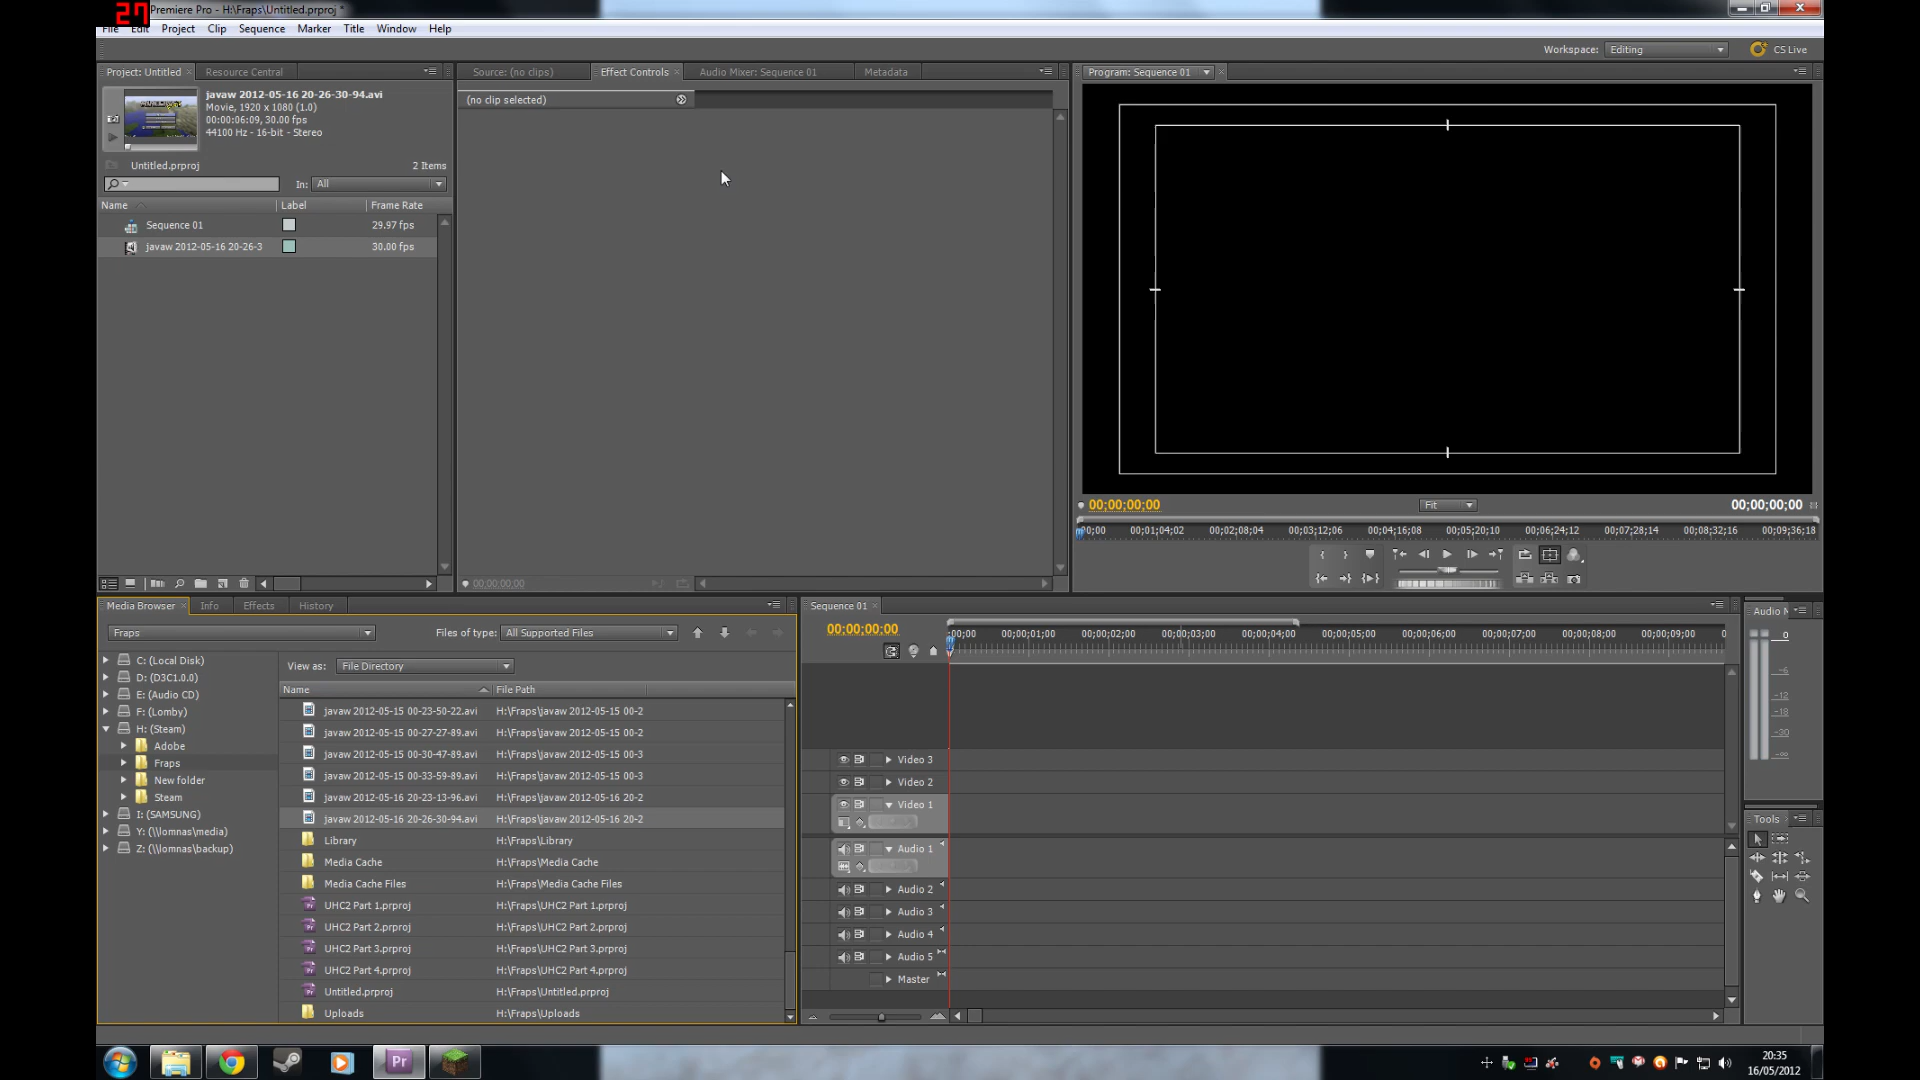 27
Premiere Pro - H:\Fraps\Untitled.prproj *
File Edit Project Clip Sequence Marker Title Window Help
Workspace: Editing CS Live
Project: Untitled × Resource Central
Source: (no clips) Effect Controls × Audio Mixer: Sequence 01 Metadata
Program: Sequence 01 ×
javaw 2012-05-16 20-26-30-94.avi
Movie, 1920 x 1080 (1.0)
00:00:06:09, 30.00 fps
44100 Hz - 16-bit - Stereo
(no clip selected)
Untitled.prproj 2 Items
In: All
Name Label Frame Rate
Sequence 01 29.97 fps
javaw 2012-05-16 20-26-3 30.00 fps
00;00;00;00 Fit 00;00;00;00
00;01;04;02 00;02;08;04 00;03;12;06 00;04;16;08 00;05;20;10 00;06;24;12 00;07;28;14 00;08;32;16 00;09;36;18
00;00;00;00
Media Browser × Info Effects History
Fraps Files of type: All Supported Files
View as: File Directory
Name File Path
C: (Local Disk)
D: (D3C1.0.0)
E: (Audio CD)
F: (Lomby)
H: (Steam)
Adobe
Fraps
New folder
Steam
I: (SAMSUNG)
Y: (\\lomnas\media)
Z: (\\lomnas\backup)
javaw 2012-05-15 00-23-50-22.avi H:\Fraps\javaw 2012-05-15 00-2
javaw 2012-05-15 00-27-27-89.avi H:\Fraps\javaw 2012-05-15 00-2
javaw 2012-05-15 00-30-47-89.avi H:\Fraps\javaw 2012-05-15 00-3
javaw 2012-05-15 00-33-59-89.avi H:\Fraps\javaw 2012-05-15 00-3
javaw 2012-05-16 20-23-13-96.avi H:\Fraps\javaw 2012-05-16 20-2
javaw 2012-05-16 20-26-30-94.avi H:\Fraps\javaw 2012-05-16 20-2
Library H:\Fraps\Library
Media Cache H:\Fraps\Media Cache
Media Cache Files H:\Fraps\Media Cache Files
UHC2 Part 1.prproj H:\Fraps\UHC2 Part 1.prproj
UHC2 Part 2.prproj H:\Fraps\UHC2 Part 2.prproj
UHC2 Part 3.prproj H:\Fraps\UHC2 Part 3.prproj
UHC2 Part 4.prproj H:\Fraps\UHC2 Part 4.prproj
Untitled.prproj H:\Fraps\Untitled.prproj
Uploads H:\Fraps\Uploads
Sequence 01 ×
00;00;00;00
;00;00 00;00;01;00 00;00;02;00 00;00;03;00 00;00;04;00 00;00;05;00 00;00;06;00 00;00;07;00 00;00;08;00 00;00;09;00
Video 3
Video 2
Video 1
Audio 1
Audio 2
Audio 3
Audio 4
Audio 5
Master
Audio M
0
-6
-12
-18
-30
-∞
Tools
Pr
20:35
16/05/2012